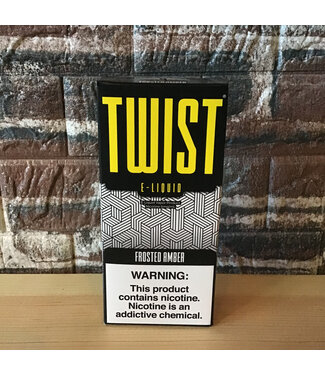 TWIST
E-LIQUID
FROSTED AMBER
WARNING:
This product
contains nicotine.
Nicotine is an
addictive chemical.